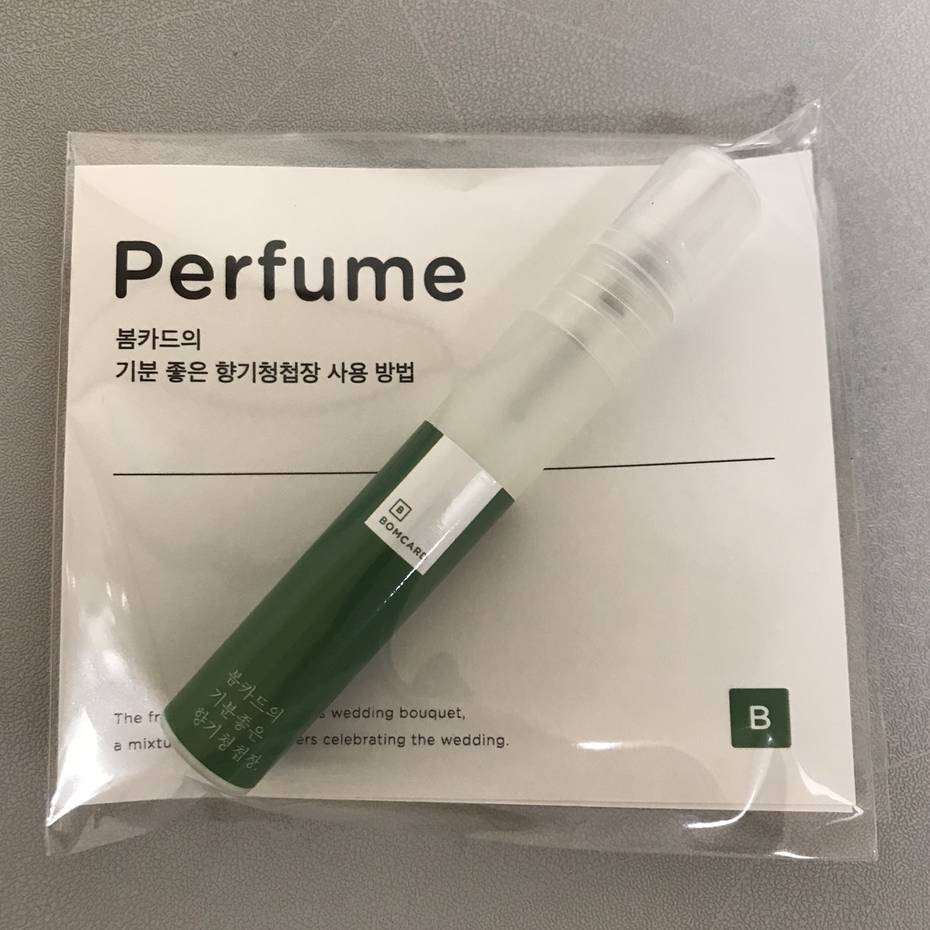 Perfume
봄카드의
기분 좋은 향기청첩장 사용 방법
B
BOMCARD
봄카드의
기분좋은
향기청첩장.
The wedding bouquet,
a celebrating the wedding.
B